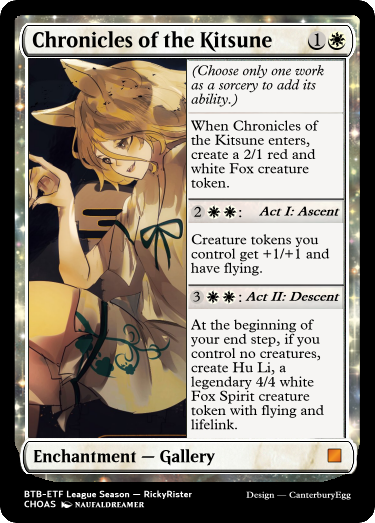 Chronicles of the Kitsune 1
(Choose only one work
as a sorcery to add its
ability.)
When Chronicles of
the Kitsune enters,
create a 2/1 red and
white Fox creature
token.
2 : Act I: Ascent
Creature tokens you
control get +1/+1 and
have flying.
3 : Act II: Descent
At the beginning of
your end step, if you
control no creatures,
create Hu Li, a
legendary 4/4 white
Fox Spirit creature
token with flying and
lifelink.
Enchantment — Gallery
BTB-ETF League Season — RickyRister
Design — CanterburyEgg
CHOAS NAUFALDREAMER